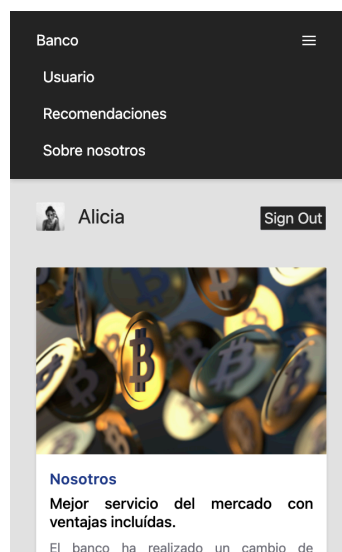 Banco
Usuario
Recomendaciones
Sobre nosotros
Alicia
Sign Out
Nosotros
Mejor servicio del mercado con
ventajas incluídas.
El banco ha realizado un cambio de